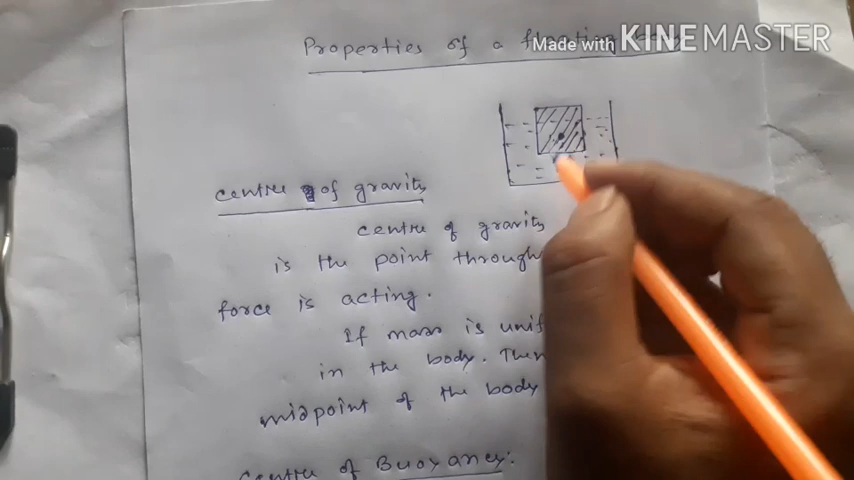 Properties of a
Made with KINEMASTER
centre of gravity
centre of gravity
is the point through
force is acting.
If mass is
in the body. Then
midpoint of the body
centre of Buoyancy: